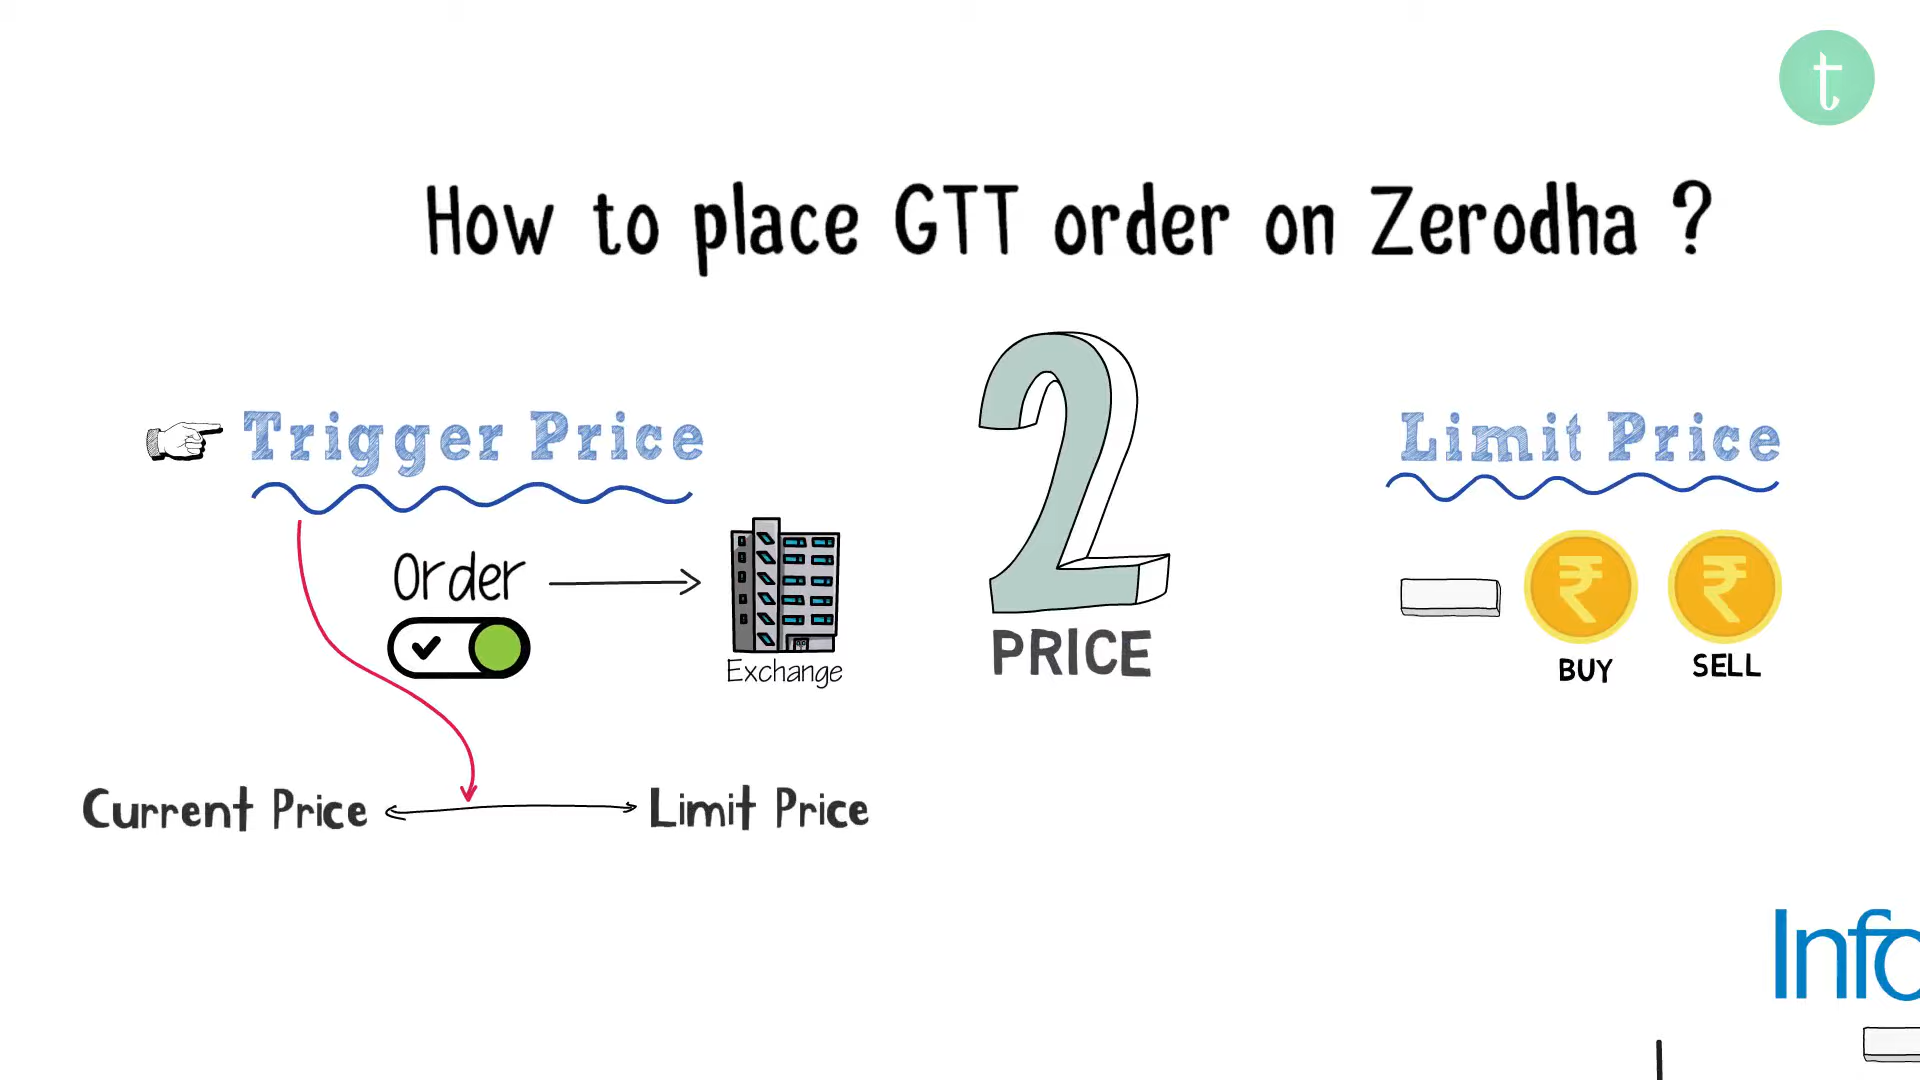 t
How to place GTT order on Zerodha ?
Trigger Price
Limit Price
Order
Exchange
PRICE
2
₹ ₹
BUY SELL
Current Price
Limit Price
Info